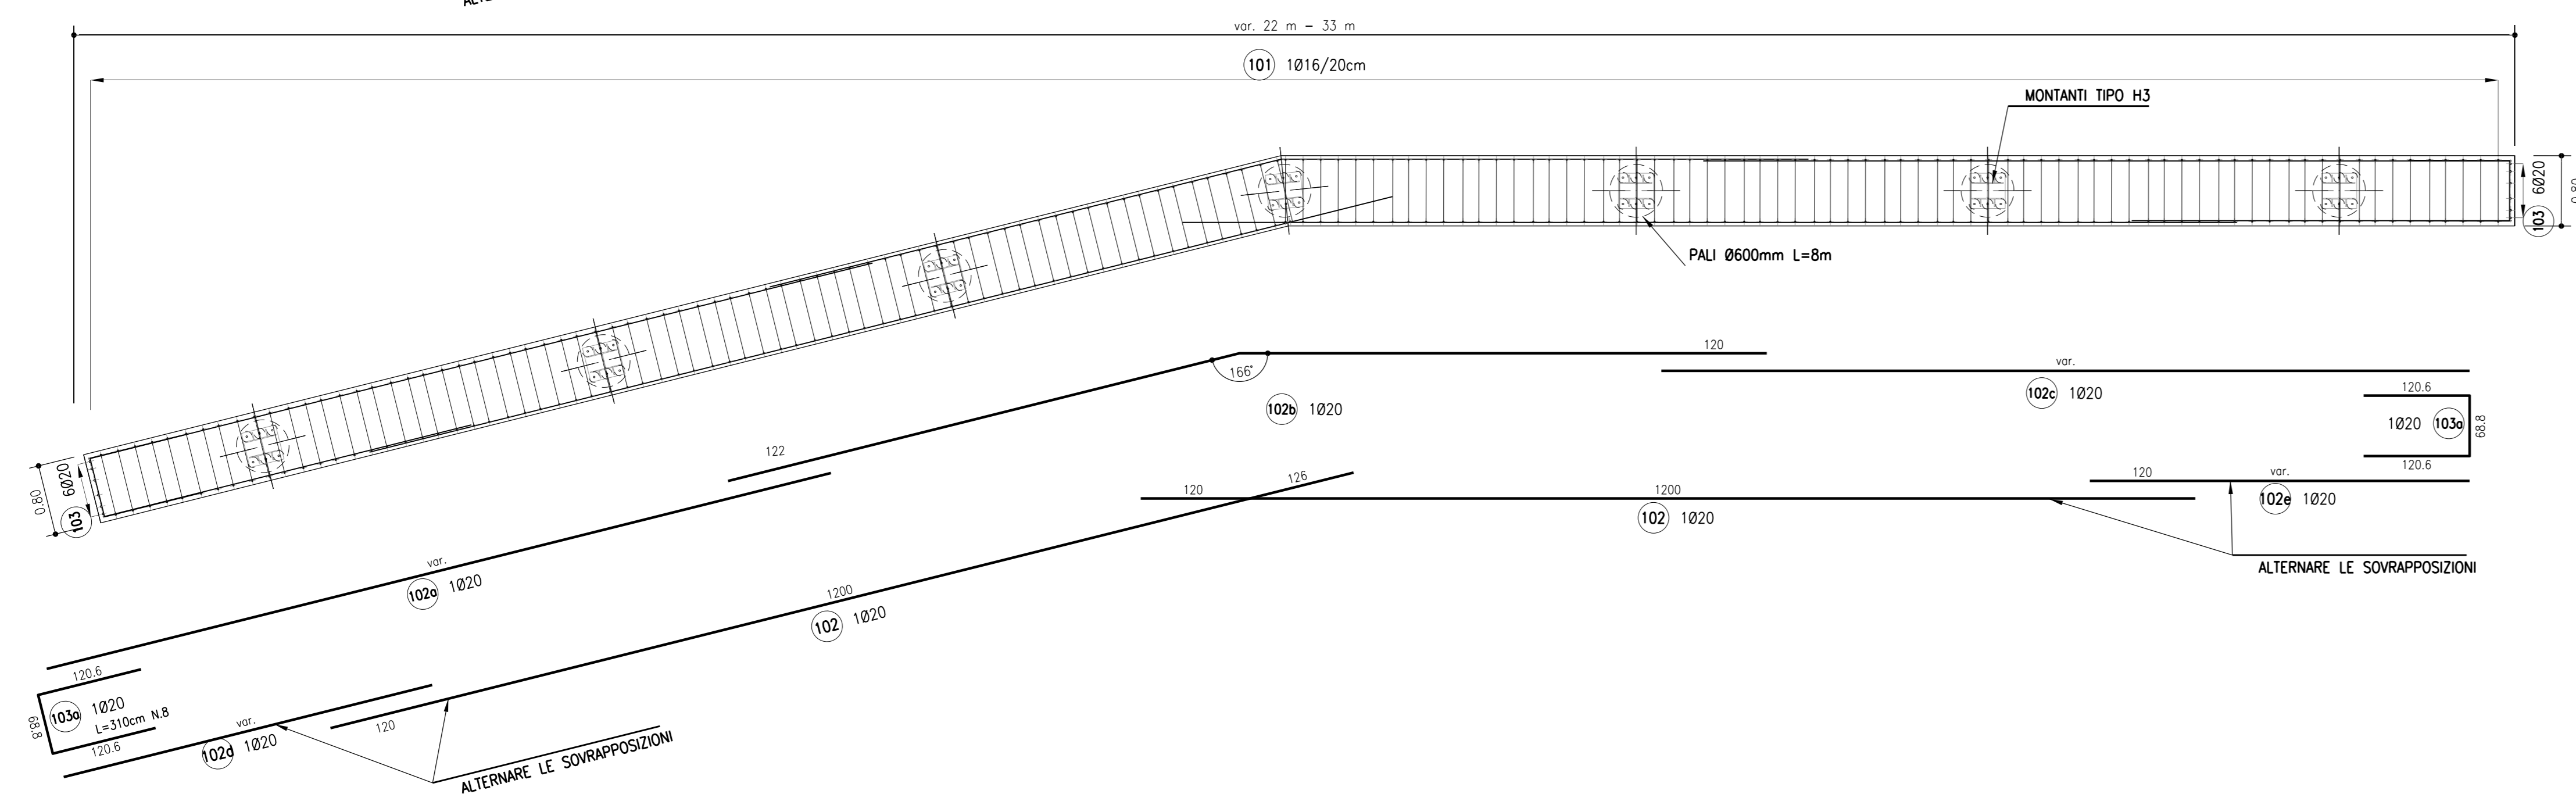 var. 22 m - 33 m
101 1Ø16/20cm
MONTANTI TIPO H3
6Ø20
103
PALI Ø600mm L=8m
0.80
6Ø20
103
120
166°
102b 1Ø20
var.
102c 1Ø20
120.6
1Ø20 103a
68.8
120.6
122
120
126
1200
102 1Ø20
120
var.
102e 1Ø20
ALTERNARE LE SOVRAPPOSIZIONI
var.
102a 1Ø20
1200
102 1Ø20
120.6
103a 1Ø20
L=310cm N.8
68.8
120.6
var.
102d 1Ø20
120
ALTERNARE LE SOVRAPPOSIZIONI